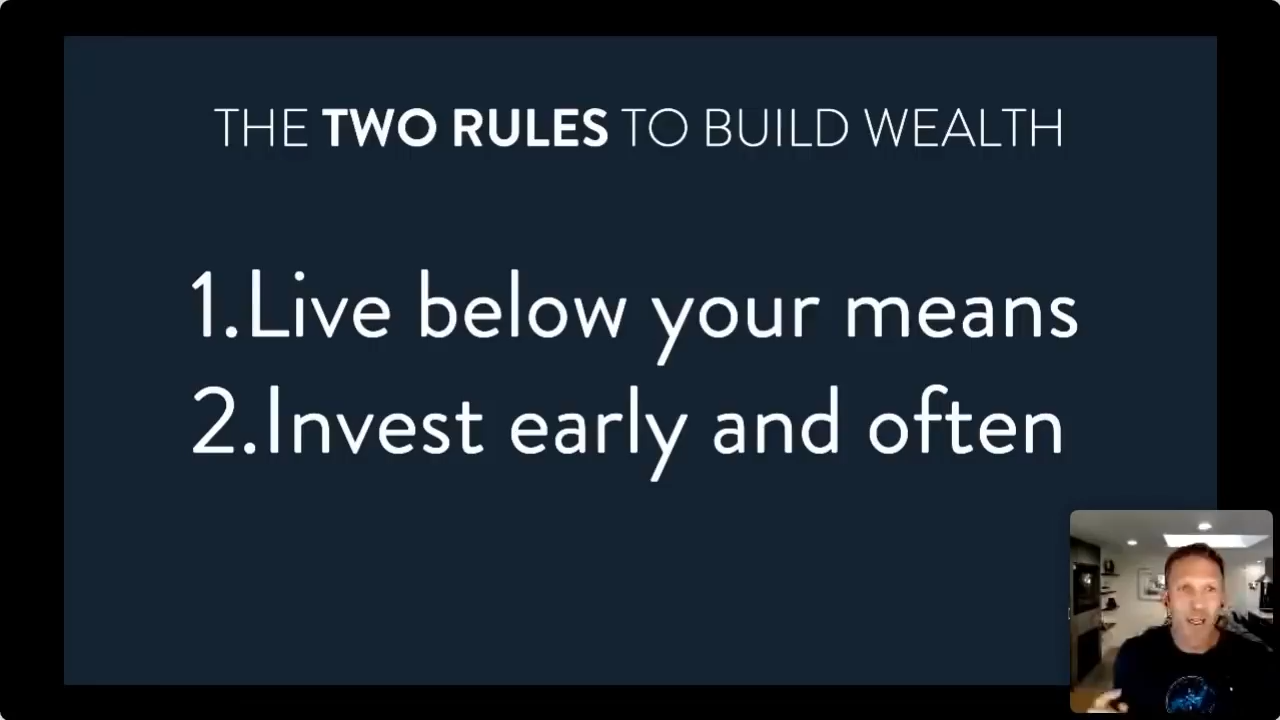 THE TWO RULES TO BUILD WEALTH
1.Live below your means
2.Invest early and often